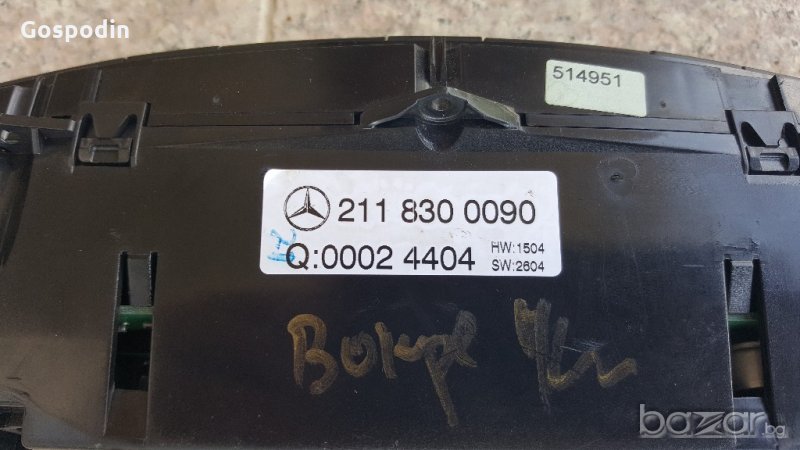 Gospodin
514951
211 830 0090
Q:0002 4404
HW:1504
SW:2604
bazar.bg